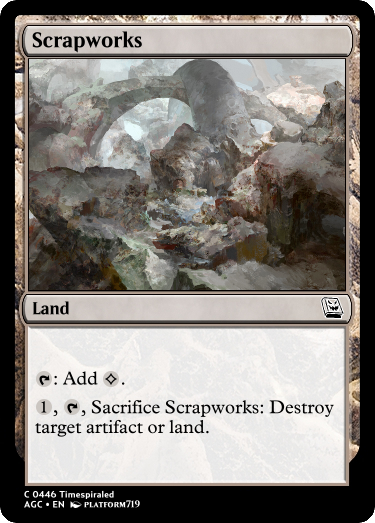 Scrapworks
Land
: Add .
1, , Sacrifice Scrapworks: Destroy
target artifact or land.
C 0446 Timespiraled
AGC • EN PLATFORM719